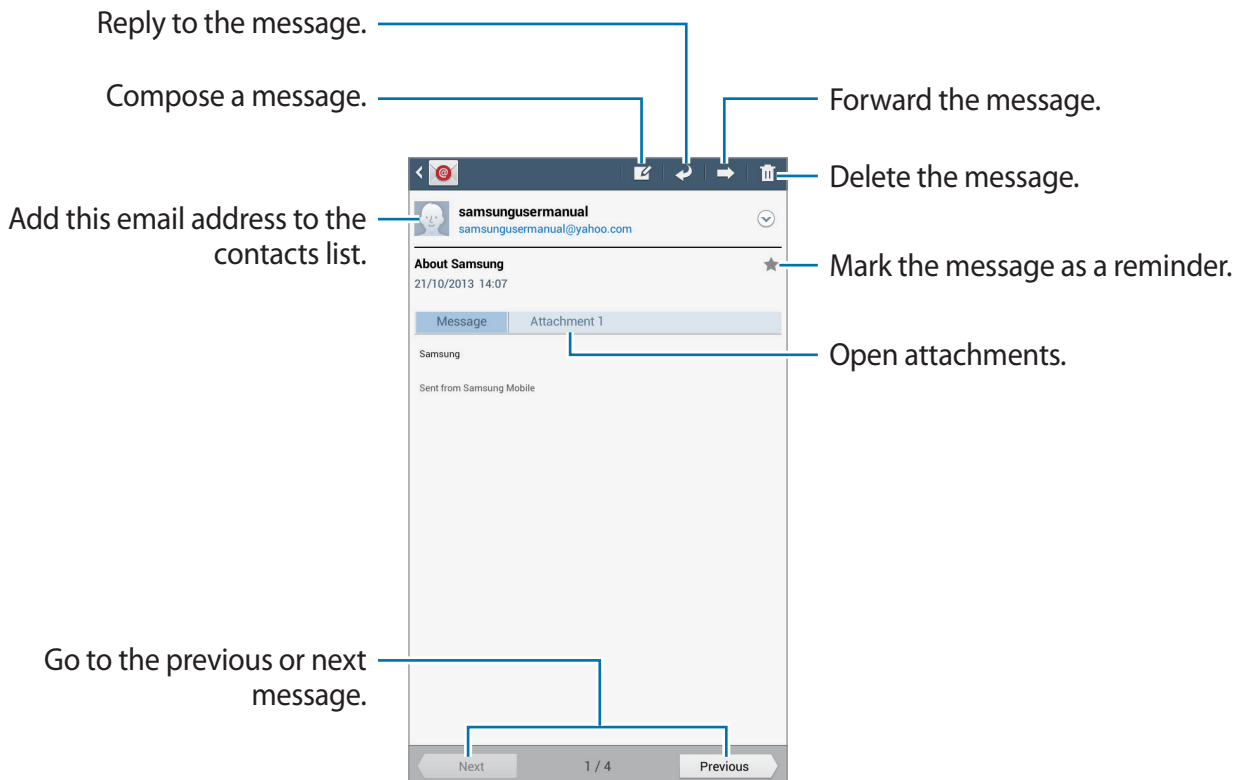 Reply to the message.
Compose a message.
Forward the message.
Delete the message.
Add this email address to the
contacts list.
samsungusermanual
samsungusermanual@yahoo.com
About Samsung
21/10/2013 14:07
Mark the message as a reminder.
Message
Attachment 1
Open attachments.
Samsung
Sent from Samsung Mobile
Go to the previous or next
message.
Next
1 / 4
Previous